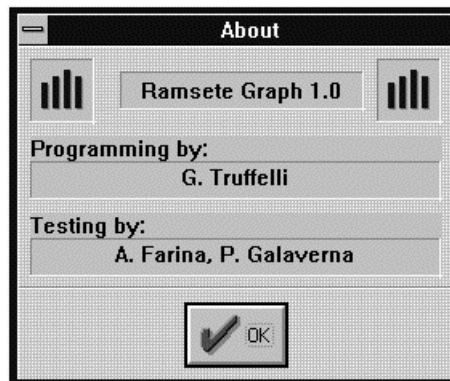 About
Ramsete Graph 1.0
Programming by:
G. Truffelli
Testing by:
A. Farina, P. Galaverna
OK